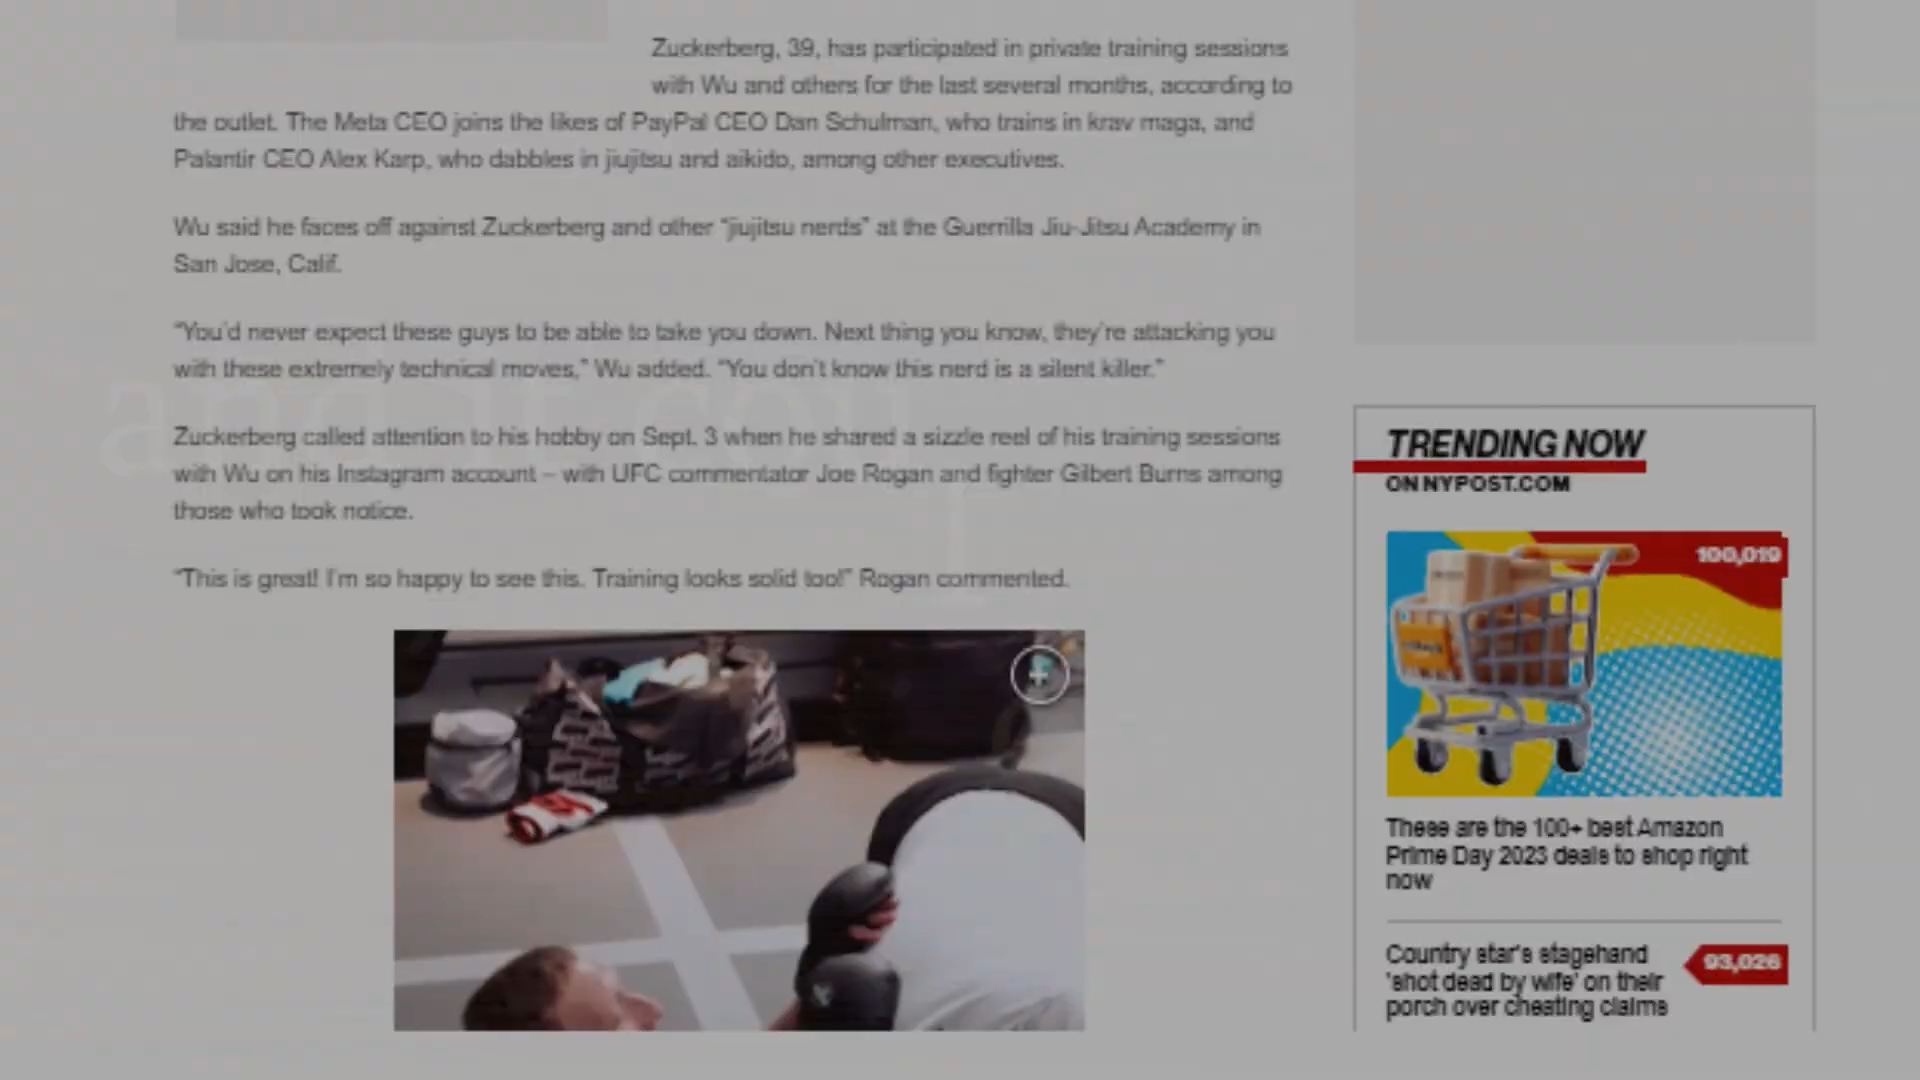 Zuckerberg, 39, has participated in private training sessions
with Wu and others for the last several months, according to
the outlet. The Meta CEO joins the likes of PayPal CEO Dan Schulman, who trains in krav maga, and
Palantir CEO Alex Karp, who dabbles in jiujitsu and aikido, among other executives.
Wu said he faces off against Zuckerberg and other “jiujitsu nerds” at the Guerrilla Jiu-Jitsu Academy in
San Jose, Calif.
“You’d never expect these guys to be able to take you down. Next thing you know, they’re attacking you
with these extremely technical moves,” Wu added. “You don’t know this nerd is a silent killer.”
and it cou
Zuckerberg called attention to his hobby on Sept. 3 when he shared a sizzle reel of his training sessions
with Wu on his Instagram account – with UFC commentator Joe Rogan and fighter Gilbert Burns among
those who took notice.
“This is great! I’m so happy to see this. Training looks solid too!” Rogan commented.
TRENDING NOW
ON NYPOST.COM
100,019
These are the 100+ best Amazon
Prime Day 2023 deals to shop right
now
Country star's stagehand
'shot dead by wife' on their
porch over cheating claims
93,026